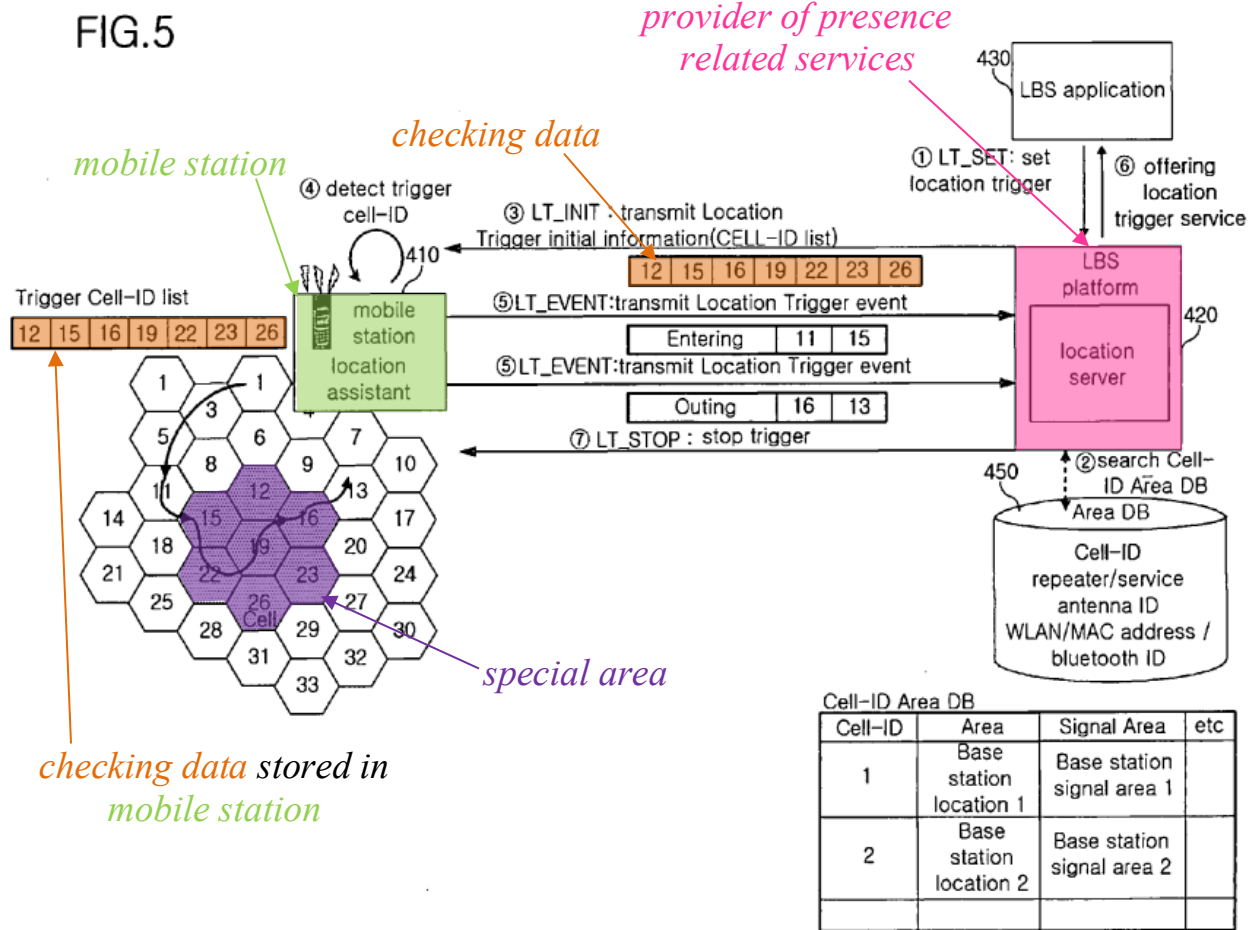 FIG.5
provider of presence
related services
430
LBS application
checking data
mobile station
① LT_SET: set
location trigger
⑥ offering
location
trigger service
④ detect trigger
cell-ID
③ LT_INIT : transmit Location
Trigger initial information(CELL-ID list)
410
12 15 16 19 22 23 26
LBS
platform
Trigger Cell-ID list
12 15 16 19 22 23 26
mobile
station
location
assistant
⑤LT_EVENT:transmit Location Trigger event
420
Entering 11 15
location
server
⑤LT_EVENT:transmit Location Trigger event
Outing 16 13
⑦ LT_STOP : stop trigger
1
1
3
5
6
7
8
9
10
11
12
13
14
15
16
17
18
19
20
21
22
23
24
25
26
Cell
27
28
29
30
31
32
33
②search Cell-
ID Area DB
450
Area DB
Cell-ID
repeater/service
antenna ID
WLAN/MAC address /
bluetooth ID
special area
checking data stored in
mobile station
Cell-ID Area DB
Cell-ID Area Signal Area etc
1 Base station location 1 Base station signal area 1
2 Base station location 2 Base station signal area 2